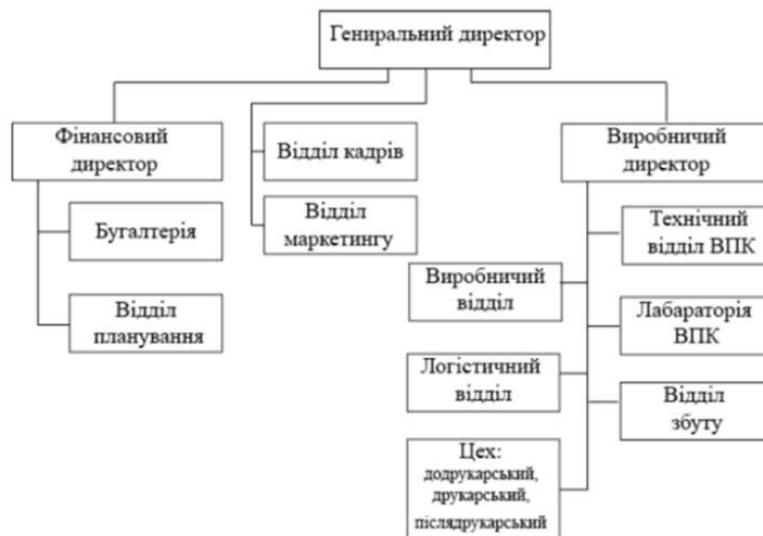 Гениральний директор
Фінансовий
директор
Бугалтерія
Відділ
планування
Відділ кадрів
Відділ
маркетингу
Виробничий
директор
Технічний
відділ ВПК
Виробничий
відділ
Лабараторія
ВПК
Логістичний
відділ
Відділ
збуту
Цех:
додрукарський,
друкарський,
післядрукарський